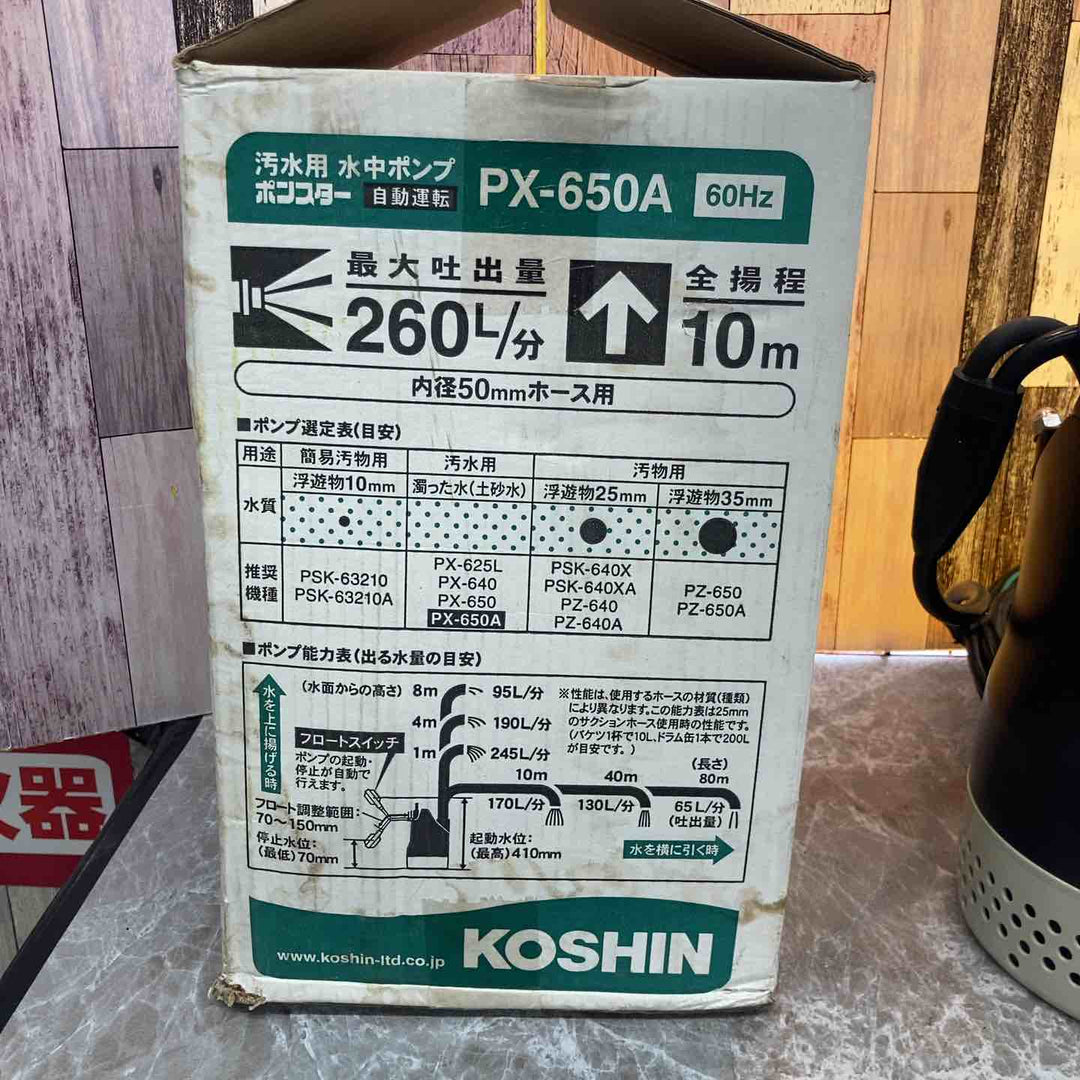 汚水用 水中ポンプ
ポンスター 自動運転 PX-650A 60Hz
最大吐出量
260L/分
全揚程
10m
内径50mmホース用
■ポンプ選定表(目安)
用途 簡易汚物用 汚水用 汚物用
水質 浮遊物10mm 濁った水(土砂水) 浮遊物25mm 浮遊物35mm
推奨機種
PSK-63210
PSK-63210A
PX-625L
PX-640
PX-650
PX-650A
PSK-640X
PSK-640XA
PZ-640
PZ-640A
PZ-650
PZ-650A
■ポンプ能力表(出る水量の目安)
水を上に揚げる時
(水面からの高さ) 8m 95L/分
4m 190L/分
1m 245L/分
※性能は、使用するホースの材質(種類)
により異なります。この能力表は25mm
のサクションホース使用時の性能です。
(バケツ1杯で10L、ドラム缶1本で200L
が目安です。)
フロートスイッチ
ポンプの起動・
停止が自動で
行えます。
フロート調整範囲:
70〜150mm
停止水位:
(最低)70mm
起動水位:
(最高)410mm
10m 40m (長さ)
80m
170L/分 130L/分 65L/分
(吐出量)
水を横に引く時
www.koshin-ltd.co.jp KOSHIN
器